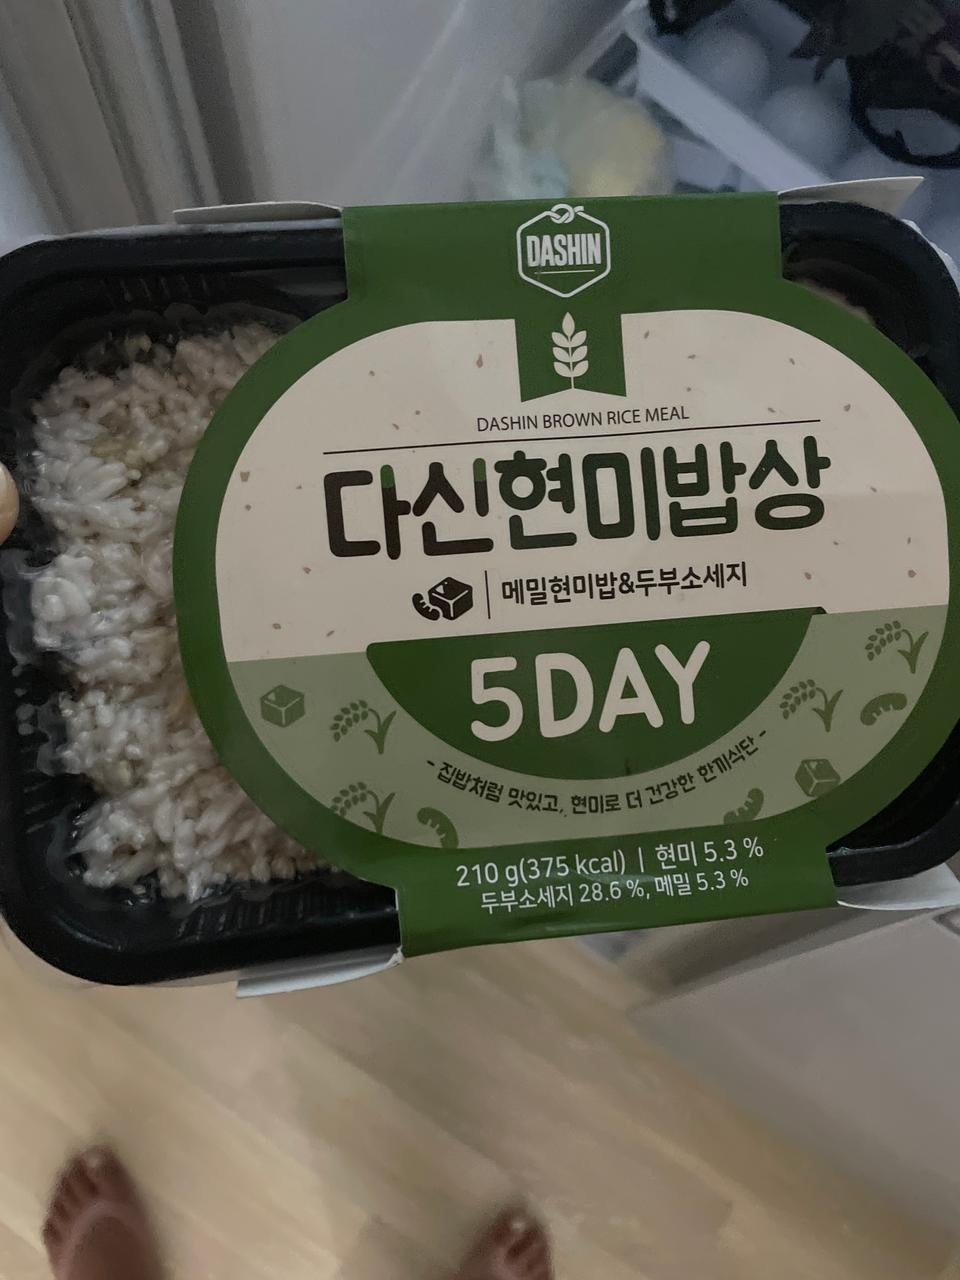 DASHIN
DASHIN BROWN RICE MEAL
다신현미밥상
메밀현미밥&두부소세지
5DAY
- 집밥처럼 맛있고, 현미로 더 건강한 한끼식단 -
210 g(375 kcal) | 현미 5.3 %
두부소세지 28.6 %, 메밀 5.3 %